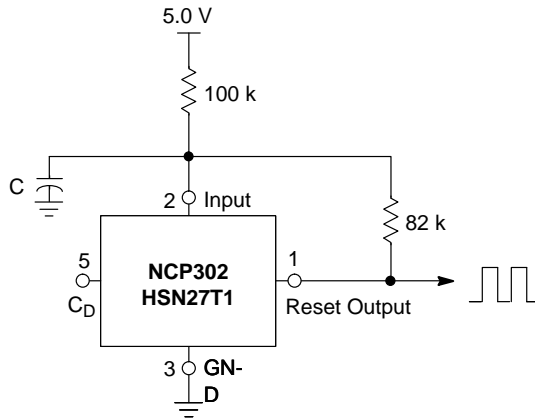 5.0 V
100 k
C
2
Input
82 k
5
NCP302
HSN27T1
1
CD
Reset Output
3
GN-
D